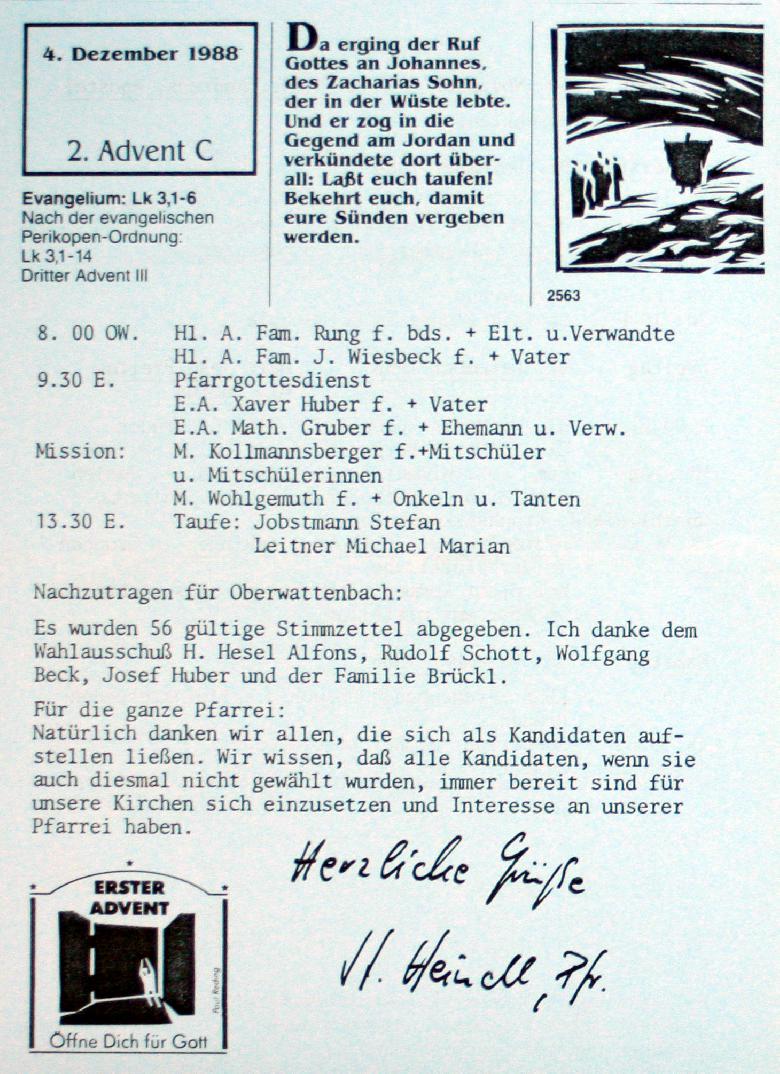 4. Dezember 1988
2. Advent C
Evangelium: Lk 3,1-6
Nach der evangelischen
Perikopen-Ordnung:
Lk 3,1-14
Dritter Advent III
Da erging der Ruf
Gottes an Johannes,
des Zacharias Sohn,
der in der Wüste lebte.
Und er zog in die
Gegend am Jordan und
verkündete dort über-
all: Laßt euch taufen!
Bekehrt euch, damit
eure Sünden vergeben
werden.
2563
8. 00 OW. Hl. A. Fam. Rung f. bds. + Elt. u.Verwandte
Hl. A. Fam. J. Wiesbeck f. + Vater
9.30 E. Pfarrgottesdienst
E.A. Xaver Huber f. + Vater
E.A. Math. Gruber f. + Ehemann u. Verw.
Mission: M. Kollmannsberger f.+Mitschüler
u. Mitschülerinnen
M. Wohlgemuth f. + Onkeln u. Tanten
13.30 E. Taufe: Jobstmann Stefan
Leitner Michael Marian
Nachzutragen für Oberwattenbach:
Es wurden 56 gültige Stimmzettel abgegeben. Ich danke dem
Wahlausschuß H. Hesel Alfons, Rudolf Schott, Wolfgang
Beck, Josef Huber und der Familie Brückl.
Für die ganze Pfarrei:
Natürlich danken wir allen, die sich als Kandidaten auf-
stellen ließen. Wir wissen, daß alle Kandidaten, wenn sie
auch diesmal nicht gewählt wurden, immer bereit sind für
unsere Kirchen sich einzusetzen und Interesse an unserer
Pfarrei haben.
Herzliche Grüße
H. Heindl, Pfr.
ERSTER
ADVENT
Paul Reding
Öffne Dich für Gott